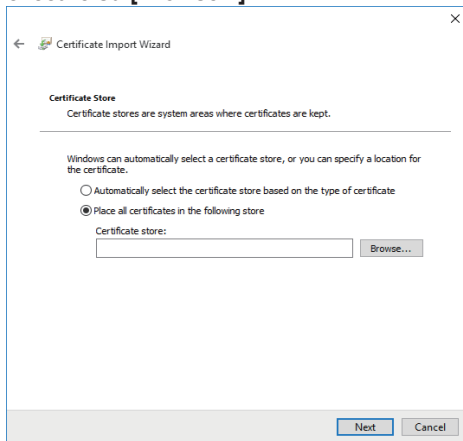 Certificate Import Wizard
Certificate Store
Certificate stores are system areas where certificates are kept.
Windows can automatically select a certificate store, or you can specify a location for
the certificate.
Automatically select the certificate store based on the type of certificate
Place all certificates in the following store
Certificate store:
Browse...
Next Cancel